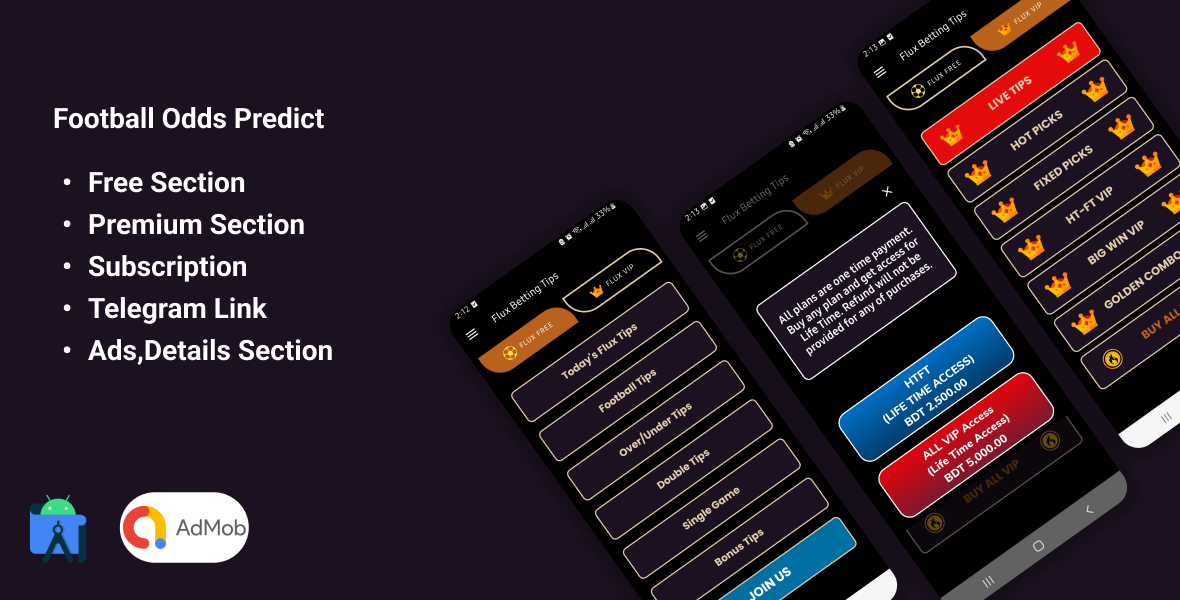 Football Odds Predict
• Free Section
• Premium Section
• Subscription
• Telegram Link
• Ads,Details Section
AdMob
2:12
33%
Flux Betting Tips
FLUX FREE
FLUX VIP
Today's Flux Tips
Football Tips
Over/Under Tips
Double Tips
Single Game
Bonus Tips
JOIN US
2:13
33%
Flux Betting Tips
FLUX FREE
FLUX VIP
All plans are one time payment.
Buy any plan and get access for
Life Time. Refund will not be
provided for any of purchases.
HTFT
(LIFE TIME ACCESS)
BDT 2,500.00
ALL VIP Access
(Life Time Access)
BDT 5,000.00
BUY ALL VIP
2:13
Flux Betting Tips
FLUX FREE
FLUX VIP
LIVE TIPS
HOT PICKS
FIXED PICKS
HT-FT VIP
BIG WIN VIP
GOLDEN COMBO
BUY ALL